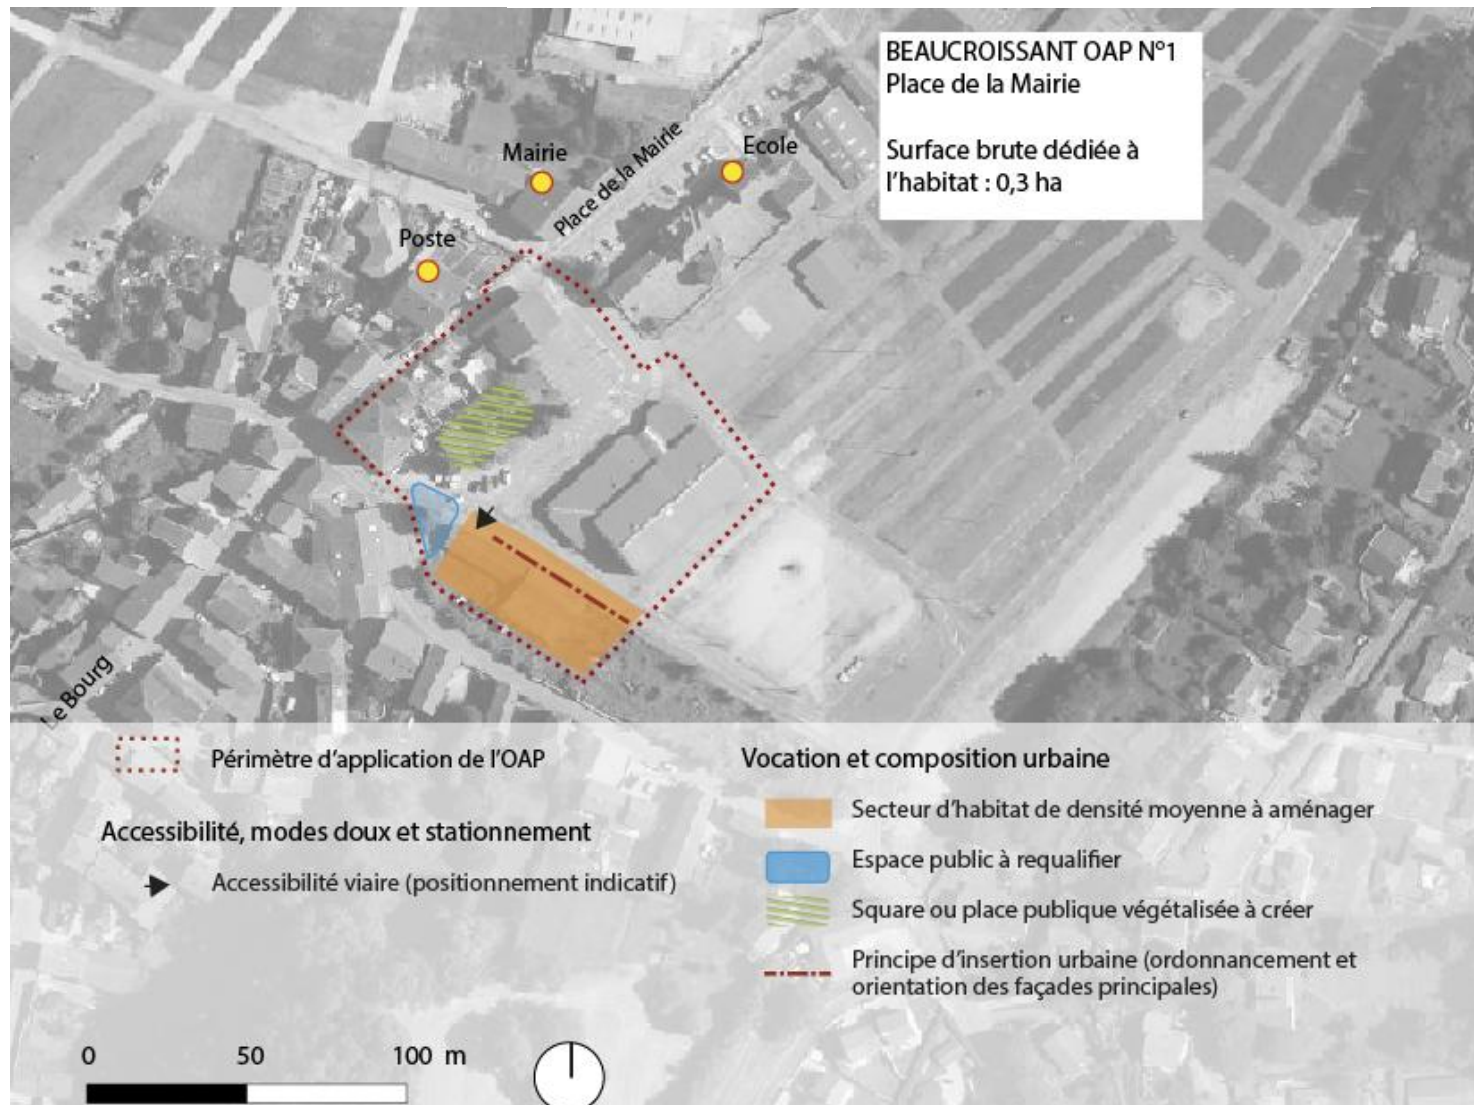 BEAUCROISSANT OAP N°1
Place de la Mairie
Surface brute dédiée à
l'habitat : 0,3 ha
Mairie
Place de la Mairie
Ecole
Poste
Le Bourg
Périmètre d'application de l'OAP
Accessibilité, modes doux et stationnement
Accessibilité viaire (positionnement indicatif)
Vocation et composition urbaine
Secteur d'habitat de densité moyenne à aménager
Espace public à requalifier
Square ou place publique végétalisée à créer
Principe d'insertion urbaine (ordonnancement et
orientation des façades principales)
0 50 100 m